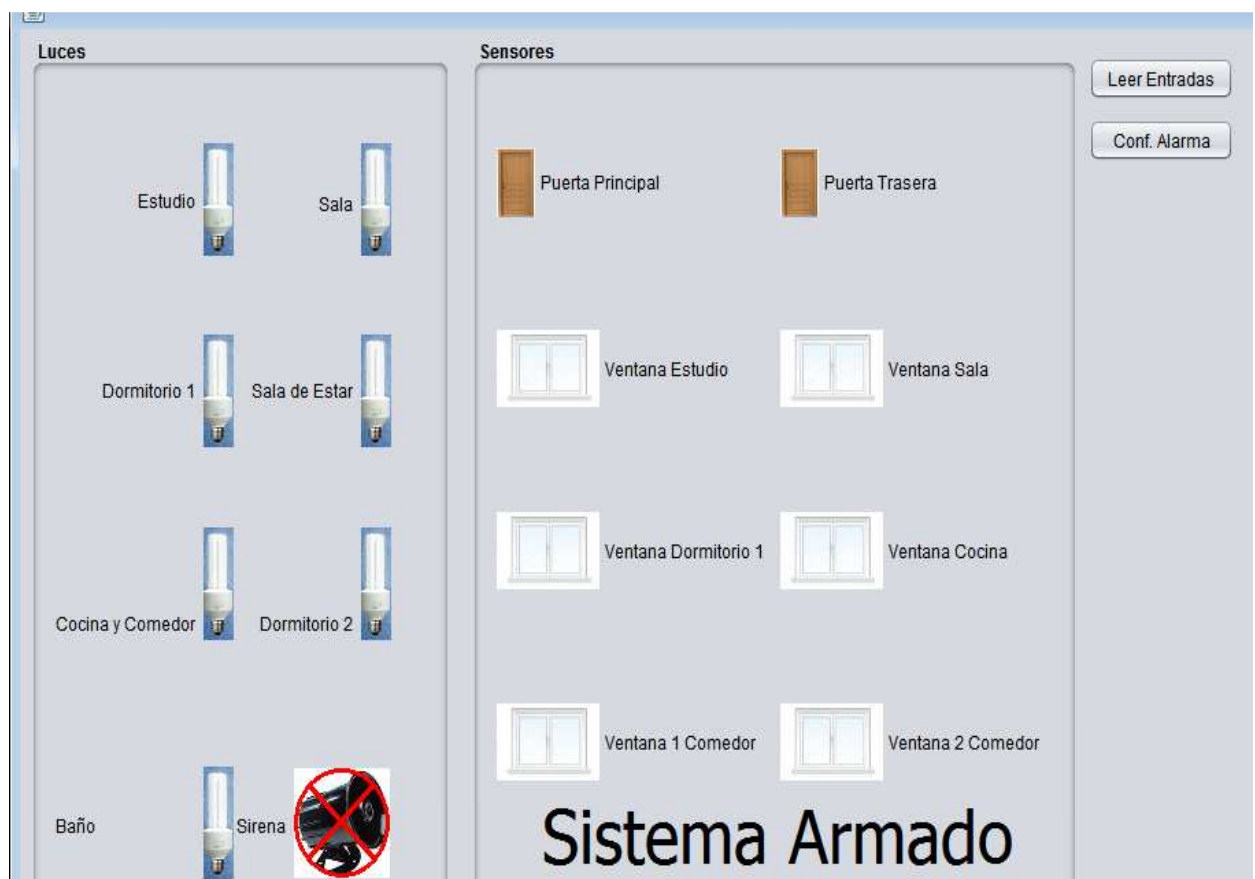 Luces
Estudio
Sala
Dormitorio 1
Sala de Estar
Cocina y Comedor
Dormitorio 2
Baño
Sirena
Sensores
Puerta Principal
Puerta Trasera
Ventana Estudio
Ventana Sala
Ventana Dormitorio 1
Ventana Cocina
Ventana 1 Comedor
Ventana 2 Comedor
Sistema Armado
Leer Entradas
Conf. Alarma